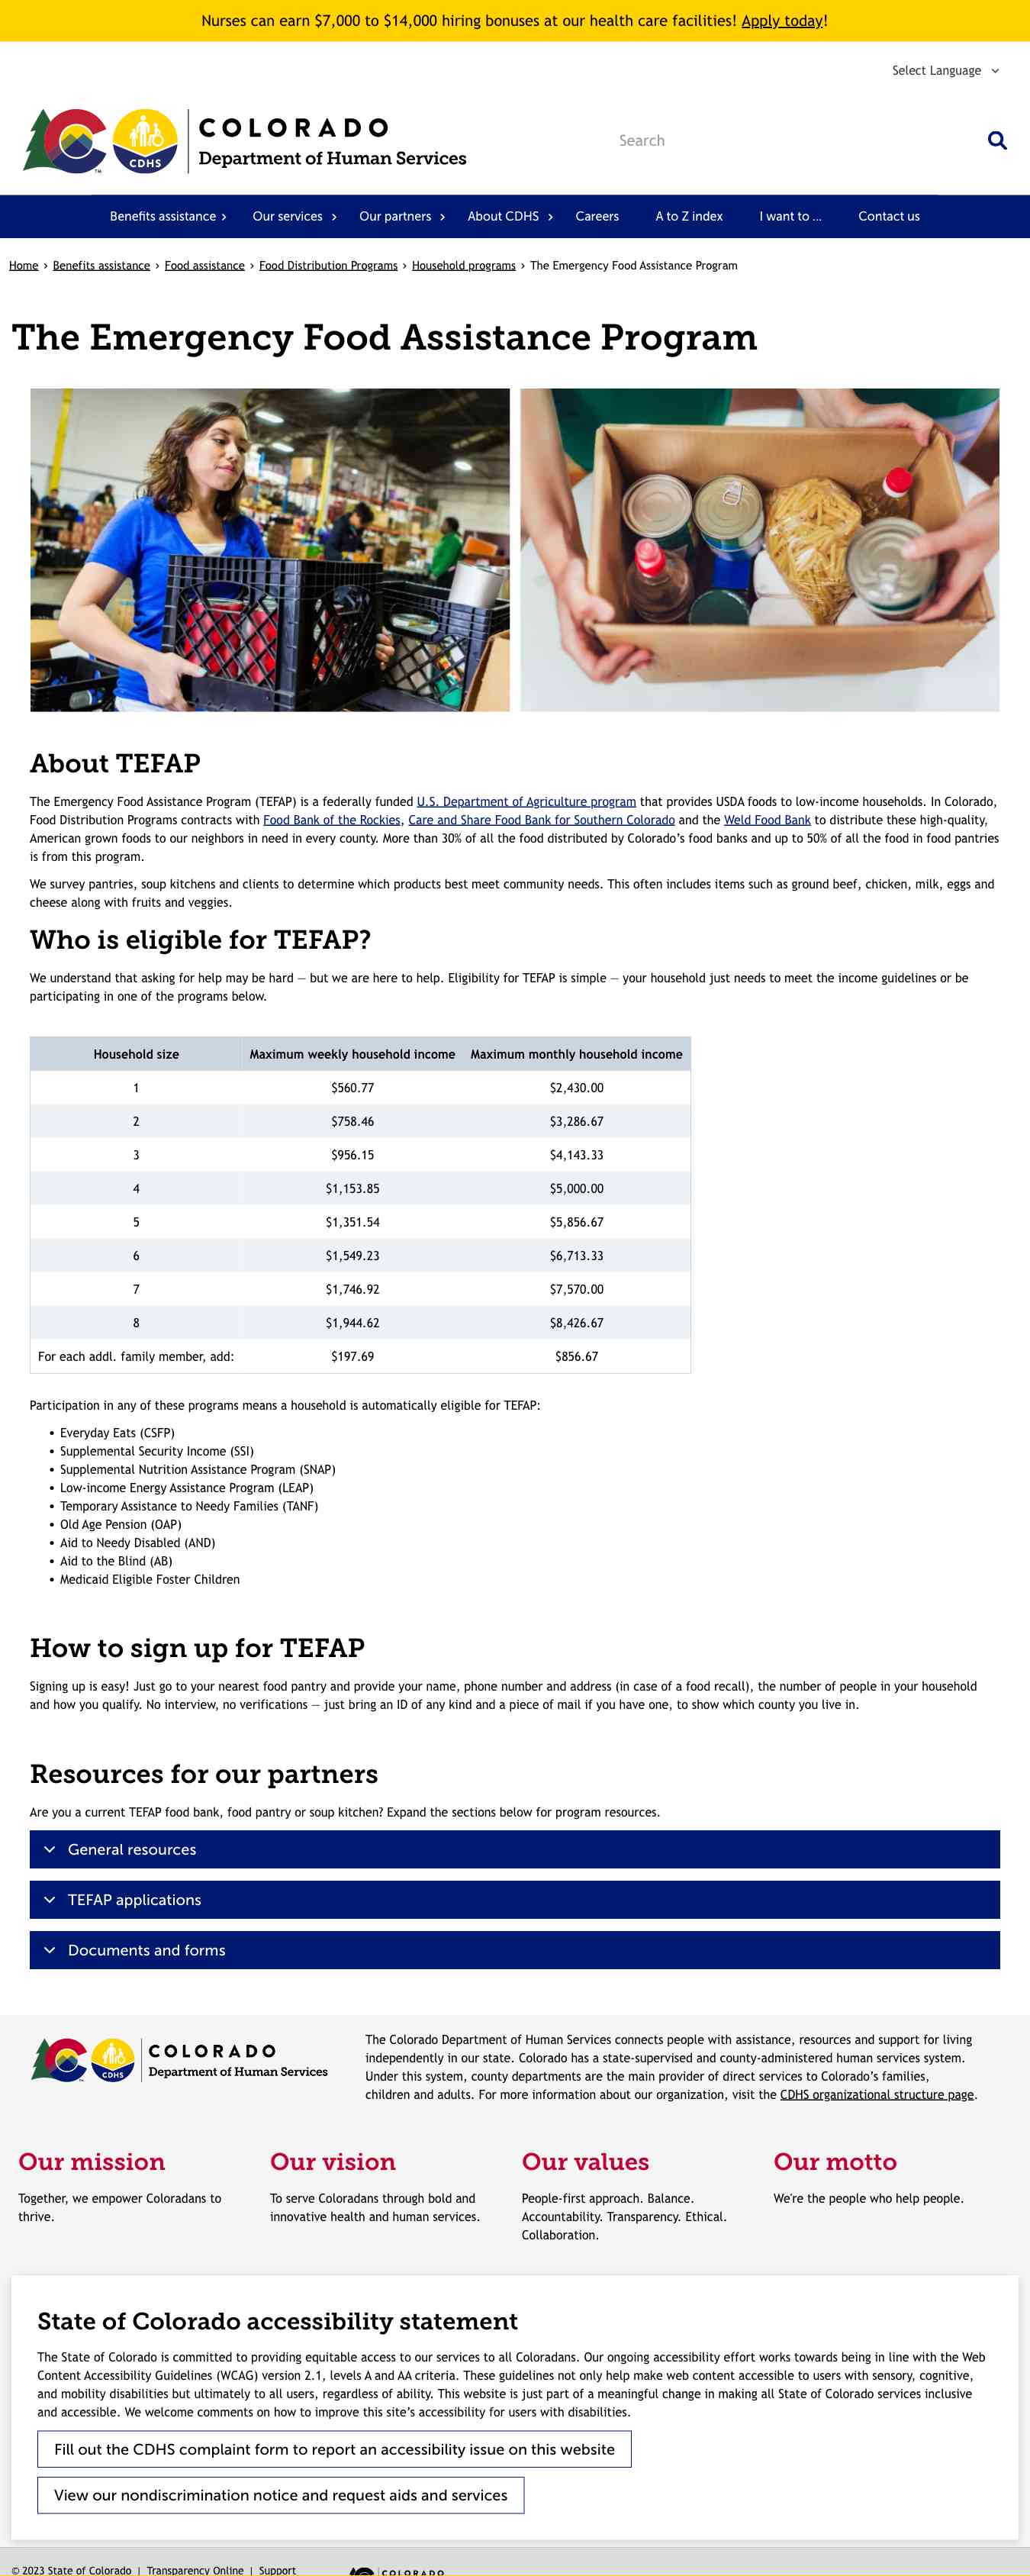 Nurses can earn $7,000 to $14,000 hiring bonuses at our health care facilities! Apply today!
Select Language
COLORADO
Department of Human Services
CDHS
TM
Search
Benefits assistance Our services Our partners About CDHS Careers A to Z index I want to ... Contact us
Home › Benefits assistance › Food assistance › Food Distribution Programs › Household programs › The Emergency Food Assistance Program
The Emergency Food Assistance Program
About TEFAP
The Emergency Food Assistance Program (TEFAP) is a federally funded U.S. Department of Agriculture program that provides USDA foods to low-income households. In Colorado,
Food Distribution Programs contracts with Food Bank of the Rockies, Care and Share Food Bank for Southern Colorado and the Weld Food Bank to distribute these high-quality,
American grown foods to our neighbors in need in every county. More than 30% of all the food distributed by Colorado’s food banks and up to 50% of all the food in food pantries
is from this program.
We survey pantries, soup kitchens and clients to determine which products best meet community needs. This often includes items such as ground beef, chicken, milk, eggs and
cheese along with fruits and veggies.
Who is eligible for TEFAP?
We understand that asking for help may be hard — but we are here to help. Eligibility for TEFAP is simple — your household just needs to meet the income guidelines or be
participating in one of the programs below.
Household size Maximum weekly household income Maximum monthly household income
1 $560.77 $2,430.00
2 $758.46 $3,286.67
3 $956.15 $4,143.33
4 $1,153.85 $5,000.00
5 $1,351.54 $5,856.67
6 $1,549.23 $6,713.33
7 $1,746.92 $7,570.00
8 $1,944.62 $8,426.67
For each addl. family member, add: $197.69 $856.67
Participation in any of these programs means a household is automatically eligible for TEFAP:
• Everyday Eats (CSFP)
• Supplemental Security Income (SSI)
• Supplemental Nutrition Assistance Program (SNAP)
• Low-income Energy Assistance Program (LEAP)
• Temporary Assistance to Needy Families (TANF)
• Old Age Pension (OAP)
• Aid to Needy Disabled (AND)
• Aid to the Blind (AB)
• Medicaid Eligible Foster Children
How to sign up for TEFAP
Signing up is easy! Just go to your nearest food pantry and provide your name, phone number and address (in case of a food recall), the number of people in your household
and how you qualify. No interview, no verifications — just bring an ID of any kind and a piece of mail if you have one, to show which county you live in.
Resources for our partners
Are you a current TEFAP food bank, food pantry or soup kitchen? Expand the sections below for program resources.
General resources
TEFAP applications
Documents and forms
COLORADO
Department of Human Services
CDHS
The Colorado Department of Human Services connects people with assistance, resources and support for living
independently in our state. Colorado has a state-supervised and county-administered human services system.
Under this system, county departments are the main provider of direct services to Colorado’s families,
children and adults. For more information about our organization, visit the CDHS organizational structure page.
Our mission
Together, we empower Coloradans to
thrive.
Our vision
To serve Coloradans through bold and
innovative health and human services.
Our values
People-first approach. Balance.
Accountability. Transparency. Ethical.
Collaboration.
Our motto
We're the people who help people.
State of Colorado accessibility statement
The State of Colorado is committed to providing equitable access to our services to all Coloradans. Our ongoing accessibility effort works towards being in line with the Web
Content Accessibility Guidelines (WCAG) version 2.1, levels A and AA criteria. These guidelines not only help make web content accessible to users with sensory, cognitive,
and mobility disabilities but ultimately to all users, regardless of ability. This website is just part of a meaningful change in making all State of Colorado services inclusive
and accessible. We welcome comments on how to improve this site’s accessibility for users with disabilities.
Fill out the CDHS complaint form to report an accessibility issue on this website
View our nondiscrimination notice and request aids and services
© 2023 State of Colorado | Transparency Online | Support
COLORADO